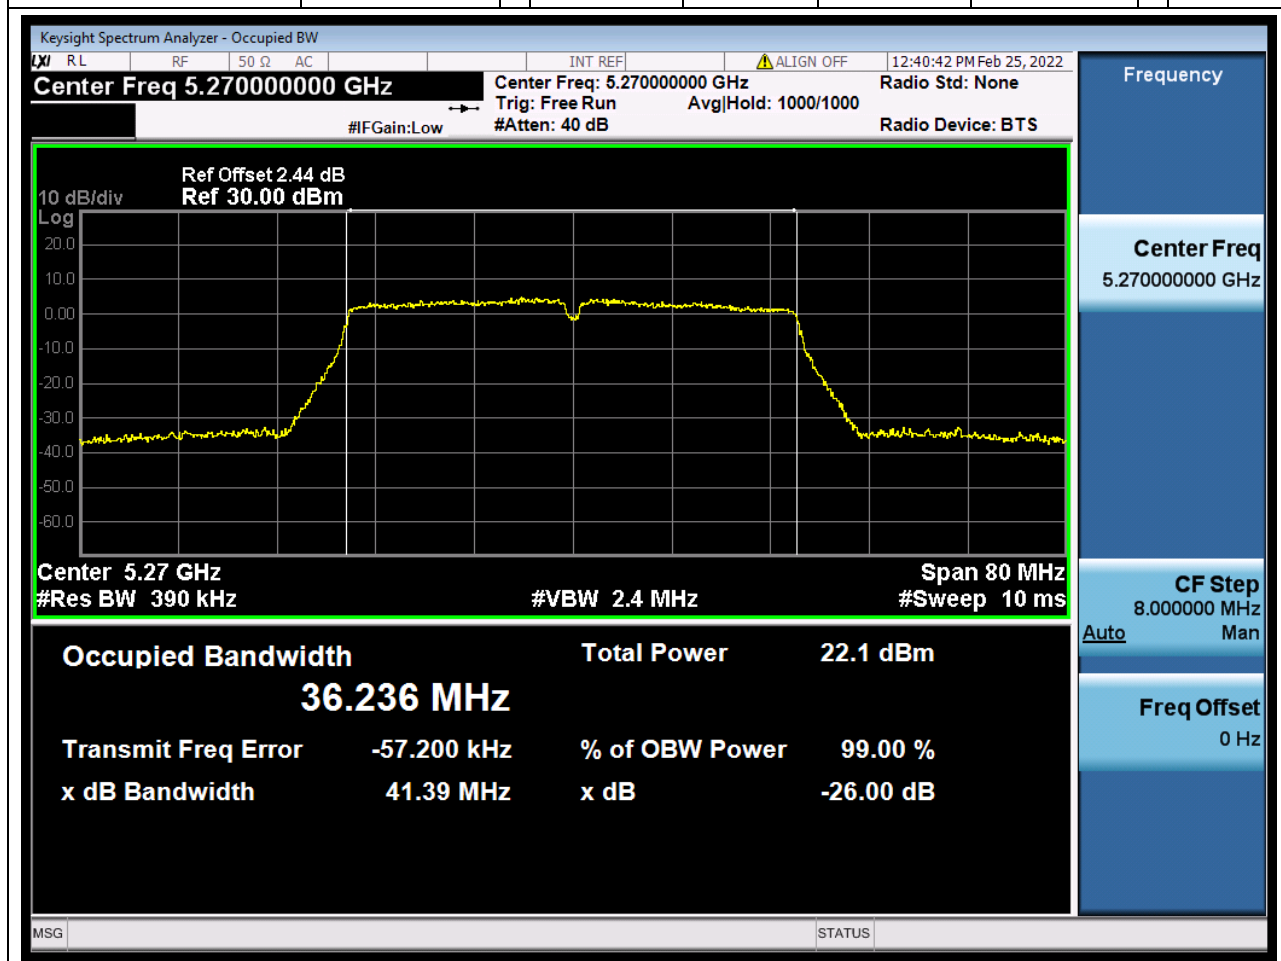 Keysight Spectrum Analyzer - Occupied BW
LXI RL RF 50 Ω AC INT REF ALIGN OFF 12:40:42 PM Feb 25, 2022
Center Freq 5.270000000 GHz
Center Freq: 5.270000000 GHz
Radio Std: None
Trig: Free Run Avg|Hold: 1000/1000
#IFGain:Low
#Atten: 40 dB
Radio Device: BTS
Ref Offset 2.44 dB
10 dB/div Ref 30.00 dBm
Log
20.0
10.0
0.00
-10.0
-20.0
-30.0
-40.0
-50.0
-60.0
Center 5.27 GHz Span 80 MHz
#Res BW 390 kHz #VBW 2.4 MHz #Sweep 10 ms
Occupied Bandwidth Total Power 22.1 dBm
36.236 MHz
Transmit Freq Error -57.200 kHz % of OBW Power 99.00 %
x dB Bandwidth 41.39 MHz x dB -26.00 dB
Frequency
Center Freq
5.270000000 GHz
CF Step
8.000000 MHz
Auto Man
Freq Offset
0 Hz
MSG STATUS